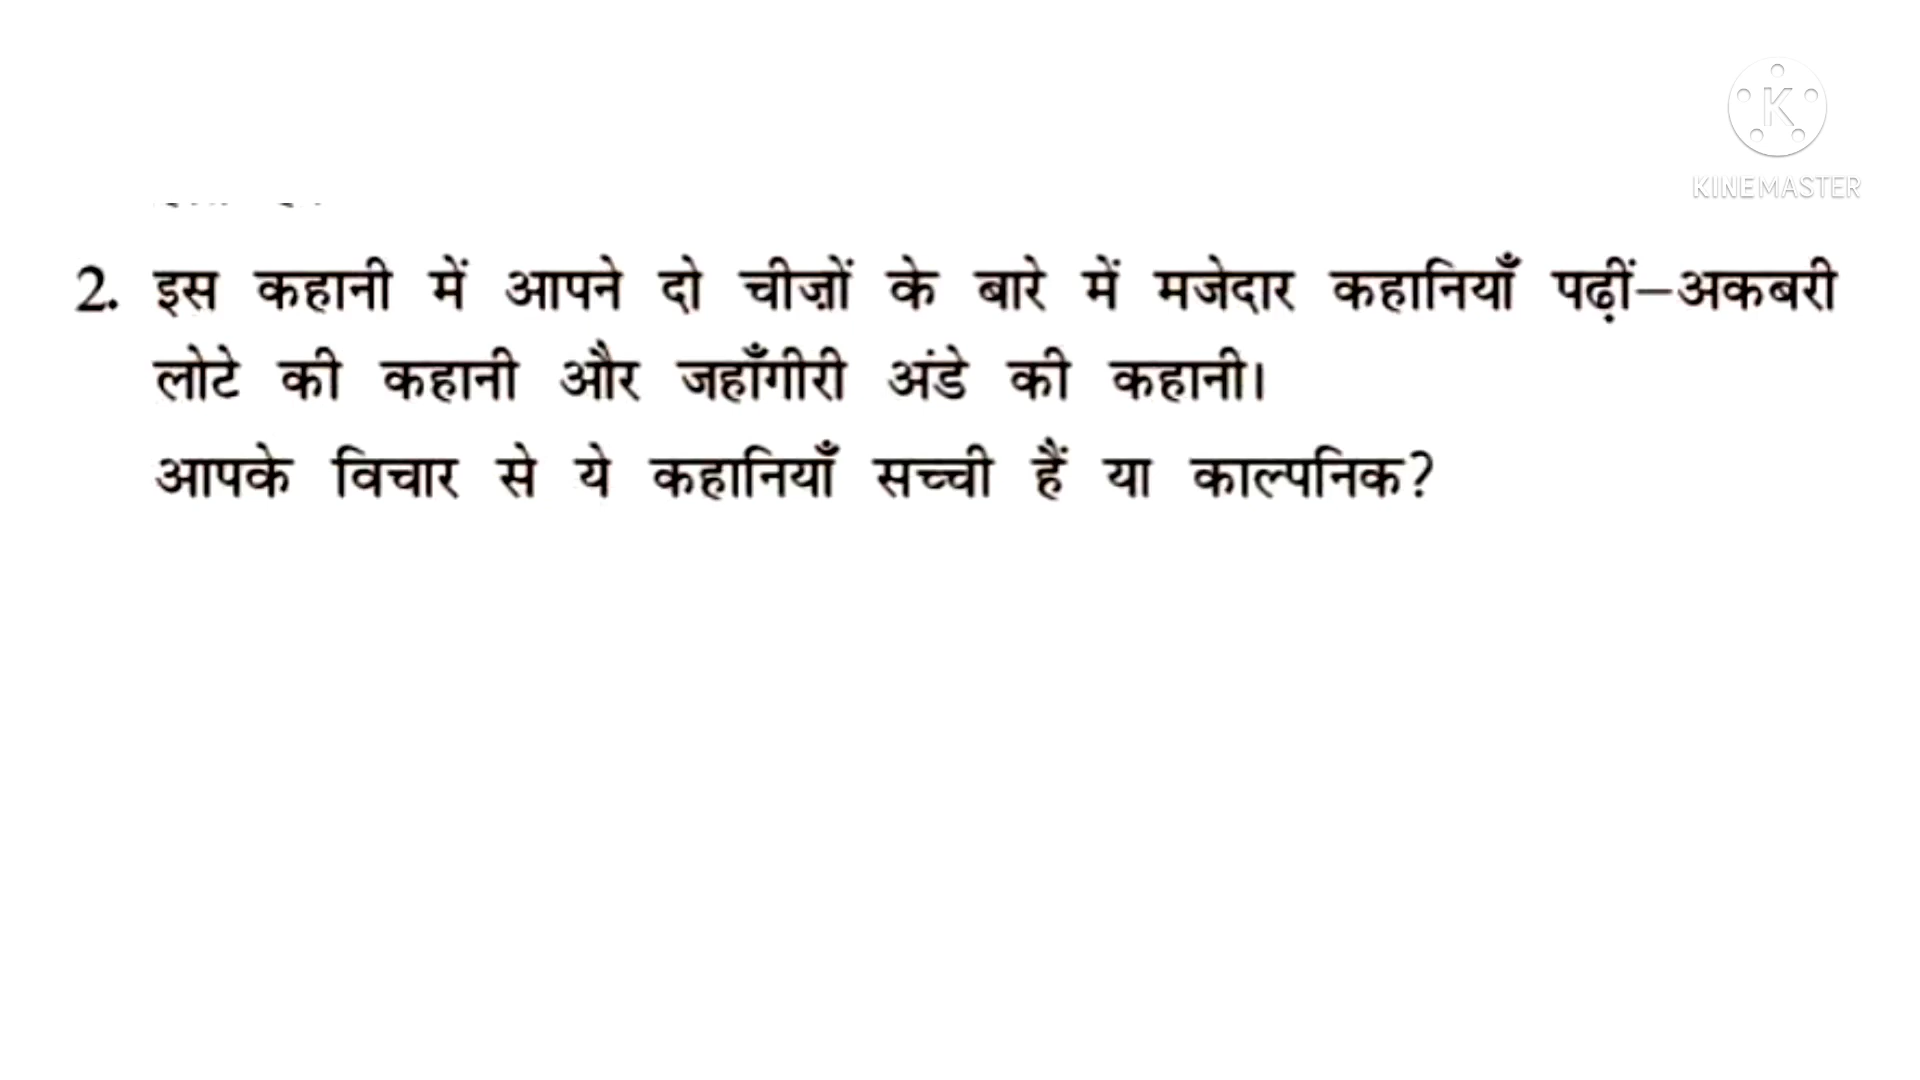 KINEMASTER
2. इस कहानी में आपने दो चीज़ों के बारे में मजेदार कहानियाँ पढ़ीं—अकबरी
लोटे की कहानी और जहाँगीरी अंडे की कहानी।
आपके विचार से ये कहानियाँ सच्ची हैं या काल्पनिक?